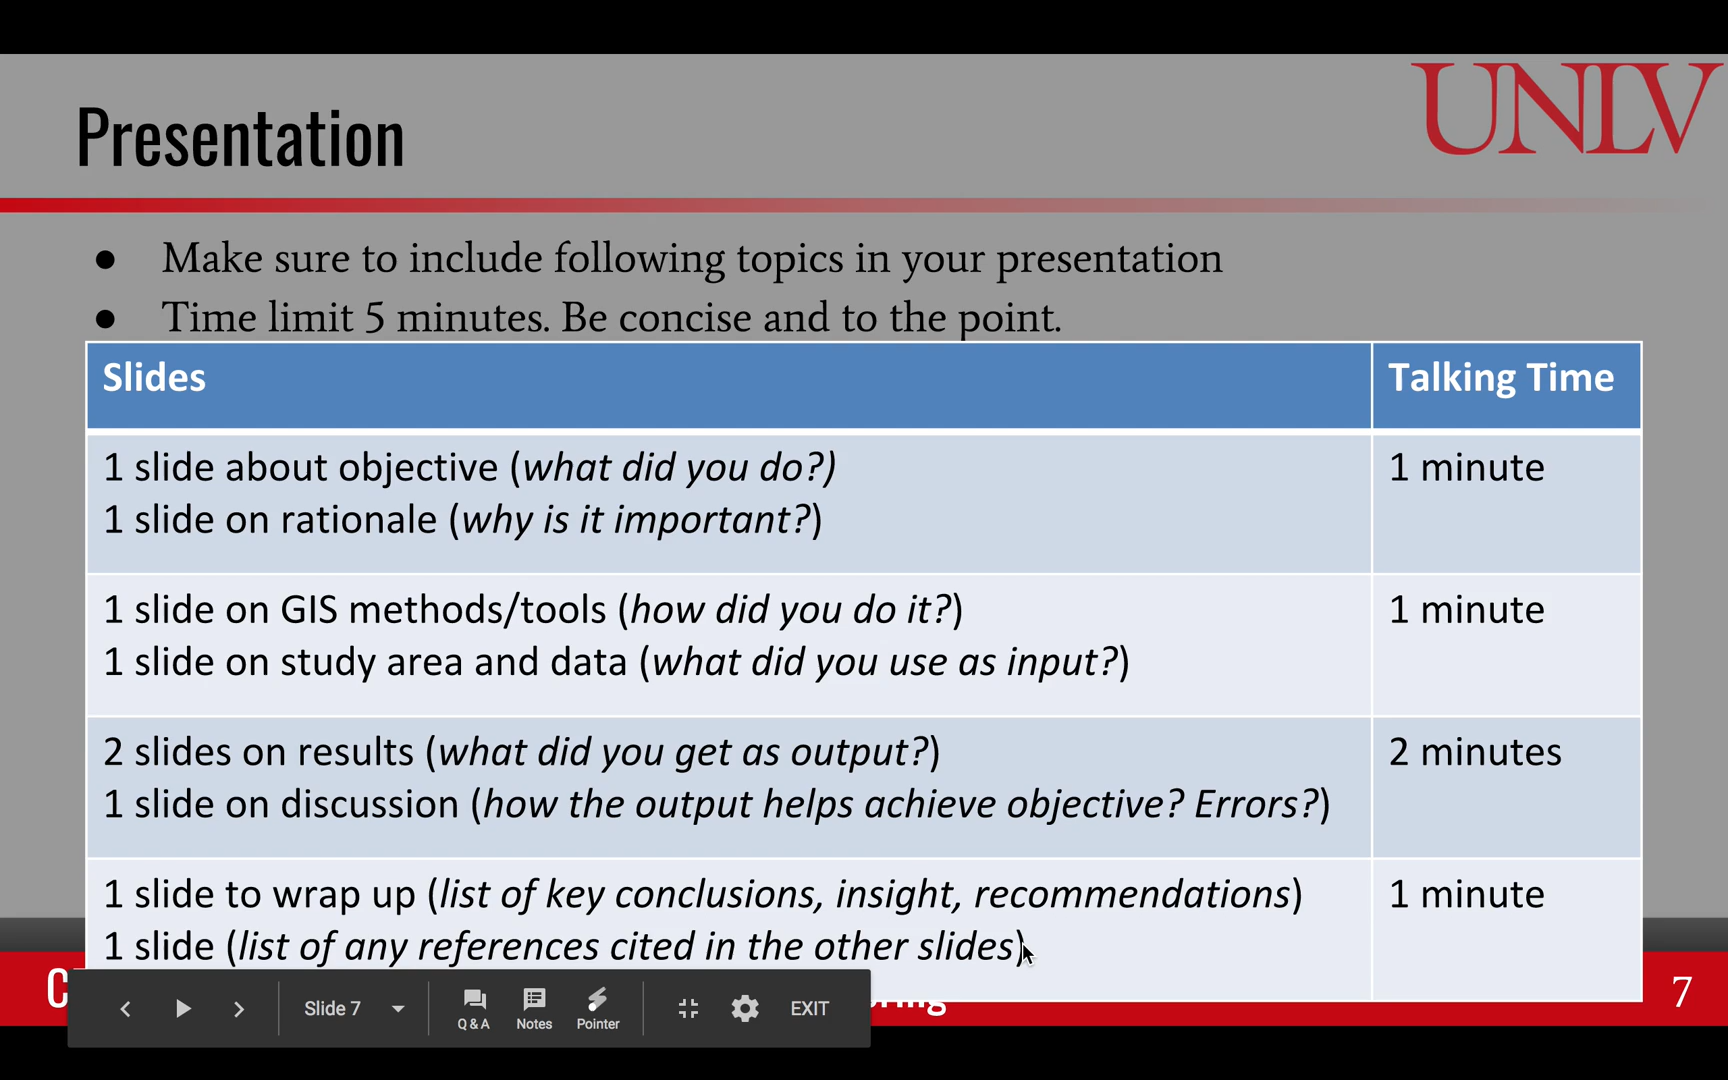 UNLV
Presentation
● Make sure to include following topics in your presentation
● Time limit 5 minutes. Be concise and to the point.
Slides Talking Time
1 slide about objective (what did you do?) 1 minute
1 slide on rationale (why is it important?)
1 slide on GIS methods/tools (how did you do it?) 1 minute
1 slide on study area and data (what did you use as input?)
2 slides on results (what did you get as output?) 2 minutes
1 slide on discussion (how the output helps achieve objective? Errors?)
1 slide to wrap up (list of key conclusions, insight, recommendations) 1 minute
1 slide (list of any references cited in the other slides)
7
Slide 7
Q & A
Notes
Pointer
EXIT